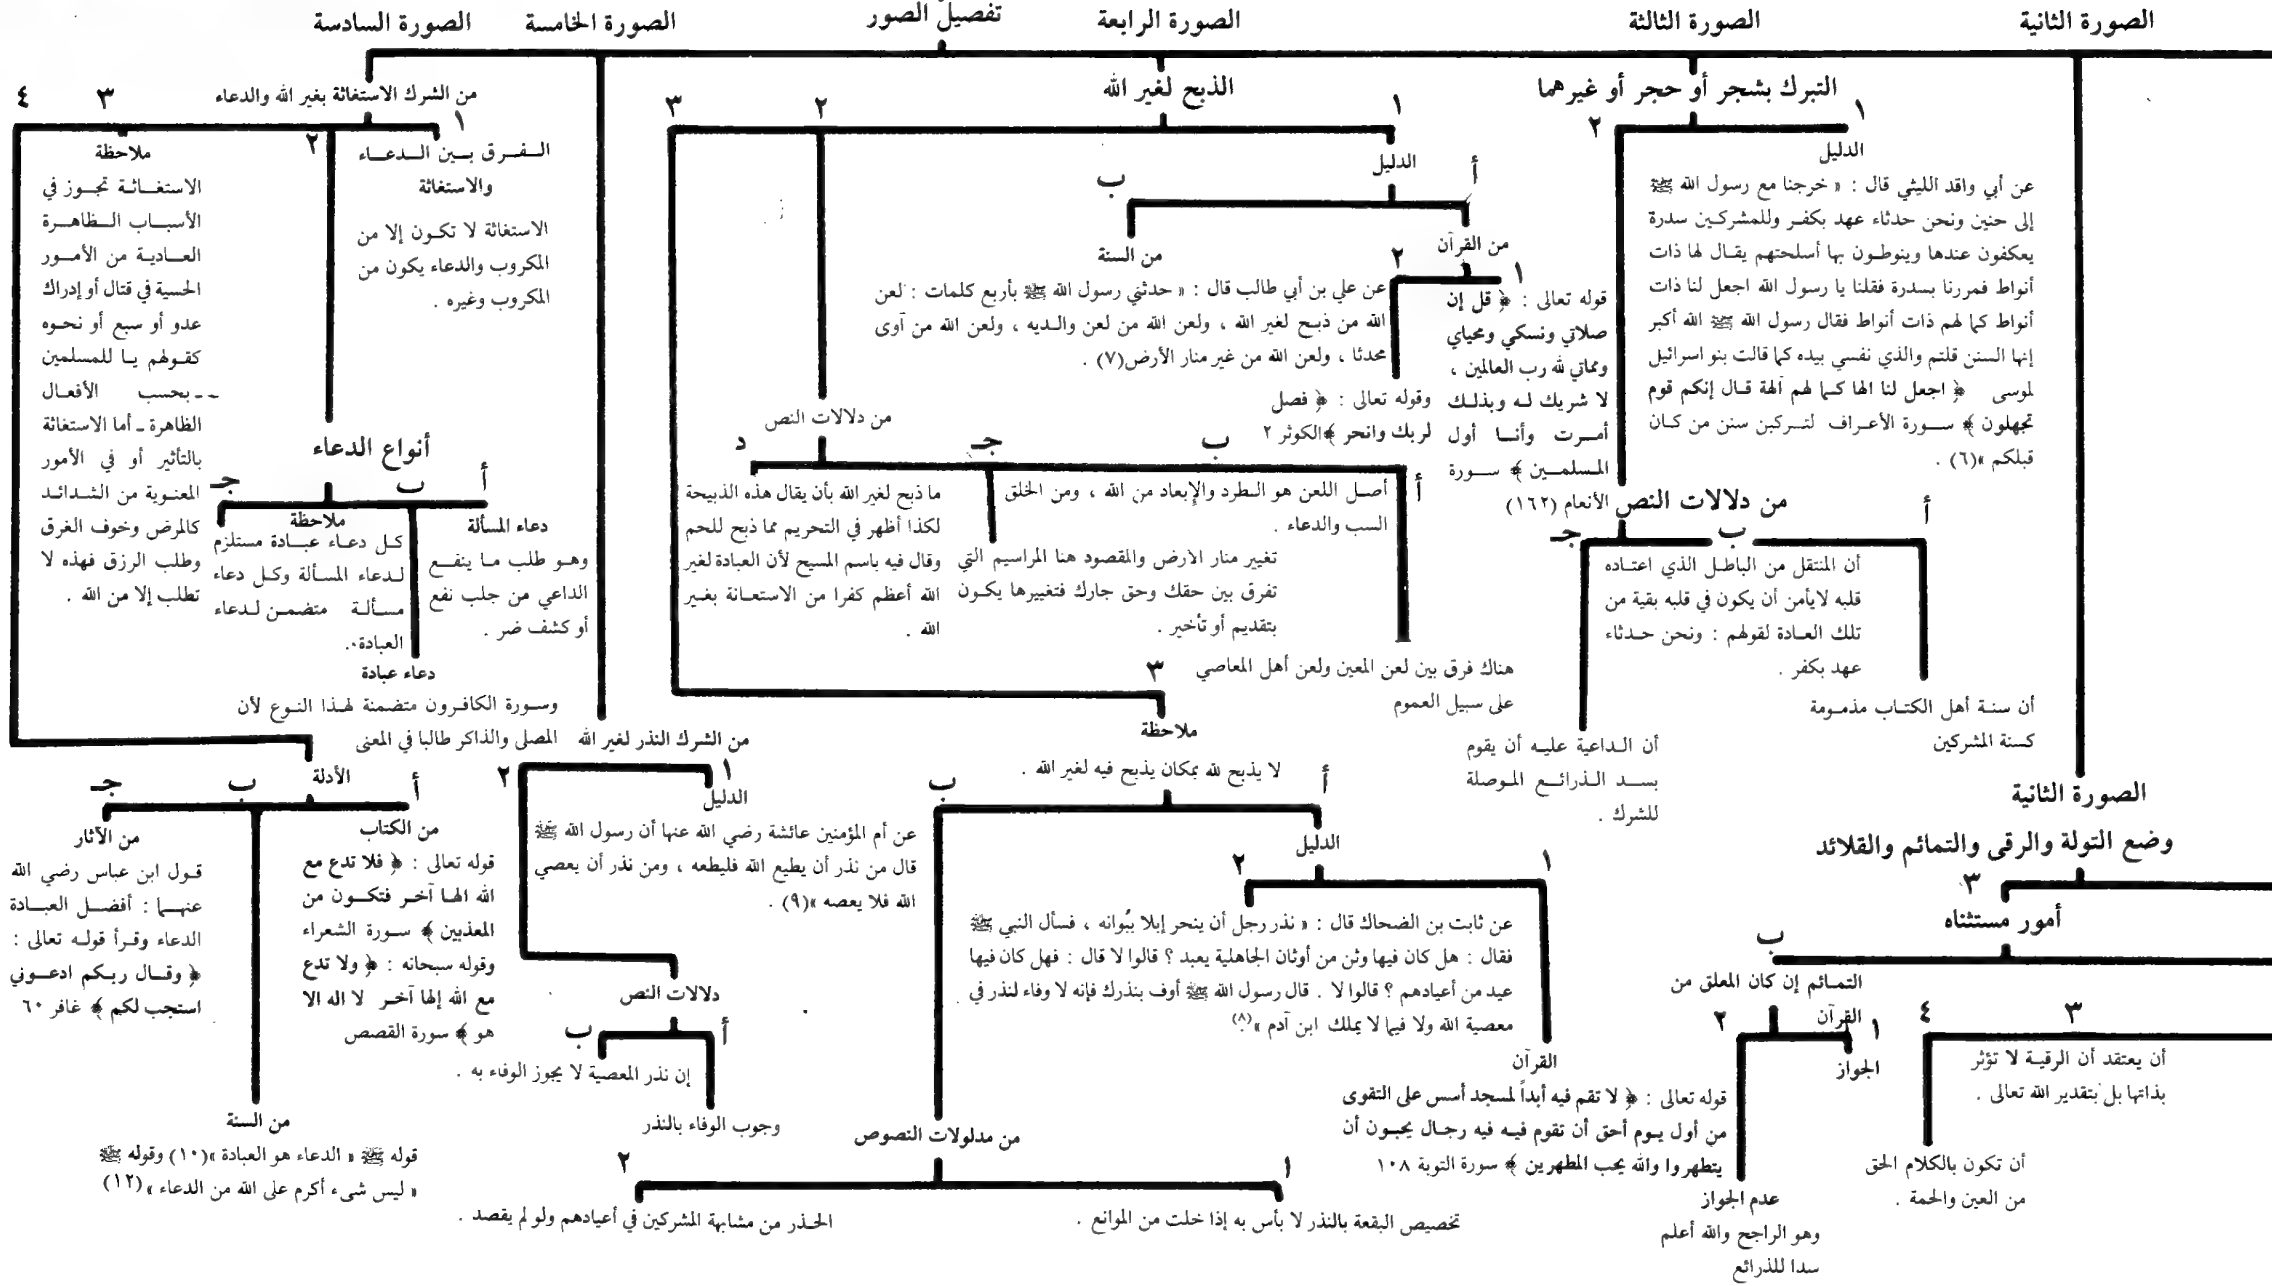 تفصيل الصور
الصورة الثانية
الصورة الثالثة
الصورة الرابعة
الصورة الخامسة
الصورة السادسة
الصورة الثانية
وضع التولة والرقى والتمائم والقلائد
٣
أمور مستثناه
ب
التمائم إن كان المعلق من
القرآن
١
الجواز
٢
عدم الجواز
وهو الراجح والله أعلم
سدا للذرائع
٣
أن يعتقد أن الرقية لا تؤثر
بذاتها بل بتقدير الله تعالى .
٤
أن تكون بالكلام الحق
من العين والحمة .
التبرك بشجر أو حجر أو غيرهما
١
الدليل
عن أبي واقد الليثي قال : « خرجنا مع رسول الله ﷺ
إلى حنين ونحن حدثاء عهد بكفر وللمشركين سدرة
يعكفون عندها وينوطون بها أسلحتهم يقال لها ذات
أنواط فمررنا بسدرة فقلنا يا رسول الله اجعل لنا ذات
أنواط كما لهم ذات أنواط فقال رسول الله ﷺ الله أكبر
إنها السنن قلتم والذي نفسي بيده كما قالت بنو اسرائيل
لموسى ﴿ اجعل لنا الها كما لهم آلهة قال إنكم قوم
تجهلون ﴾ سورة الأعراف لتركبن سنن من كان
قبلكم »(٦) .
٢
من دلالات النص
أ
أن سنة أهل الكتاب مذمومة
كسنة المشركين
ب
أن المنتقل من الباطل الذي اعتاده
قلبه لايأمن أن يكون في قلبه بقية من
تلك العادة لقولهم : ونحن حدثاء
عهد بكفر .
جـ
أن الداعية عليه أن يقوم
بسد الذرائع الموصلة
للشرك .
الذبح لغير الله
١
الدليل
أ
من القرآن
١
قوله تعالى : ﴿ قل إن
صلاتي ونسكي ومحياي
ومماتي لله رب العالمين ،
لا شريك له وبذلك
أمرت وأنا أول
المسلمين ﴾ سورة
الأنعام (١٦٢)
٢
وقوله تعالى : ﴿ فصل
لربك وانحر ﴾الكوثر ٢
ب
من السنة
عن علي بن أبي طالب قال : « حدثني رسول الله ﷺ بأربع كلمات : لعن
الله من ذبح لغير الله ، ولعن الله من لعن والديه ، ولعن الله من آوى
محدثا ، ولعن الله من غير منار الأرض(٧) .
٢
من دلالات النص
أ
هناك فرق بين لعن المعين ولعن أهل المعاصي
على سبيل العموم
ب
أصل اللعن هو الطرد والإبعاد من الله ، ومن الخلق
السب والدعاء .
جـ
تغيير منار الارض والمقصود هنا المراسيم التي
تفرق بين حقك وحق جارك فتغييرها يكون
بتقديم أو تأخير .
د
ما ذبح لغير الله بأن يقال هذه الذبيحة
لكذا أظهر في التحريم مما ذبح للحم
وقال فيه باسم المسيح لأن العبادة لغير
الله أعظم كفرا من الاستعانة بغير
الله .
٣
٣
ملاحظة
لا يذبح لله بمكان يذبح فيه لغير الله .
أ
الدليل
١
القرآن
قوله تعالى : ﴿ لا تقم فيه أبداً لمسجد أسس على التقوى
من أول يوم أحق أن تقوم فيه فيه رجال يحبون أن
يتطهروا والله يحب المطهرين ﴾ سورة التوبة ١٠٨
٢
عن ثابت بن الضحاك قال : « نذر رجل أن ينحر إبلا ببُوانه ، فسأل النبي ﷺ
فقال : هل كان فيها وثن من أوثان الجاهلية يعبد ؟ قالوا لا قال : فهل كان فيها
عيد من أعيادهم ؟ قالوا لا . قال رسول الله ﷺ أوف بنذرك فإنه لا وفاء لنذر في
معصية الله ولا فيما لا يملك ابن آدم »(٨).
ب
من مدلولات النصوص
١
تخصيص البقعة بالنذر لا بأس به إذا خلت من الموانع .
٢
الحذر من مشابهة المشركين في أعيادهم ولو لم يقصد .
من الشرك النذر لغير الله
١
الدليل
عن أم المؤمنين عائشة رضي الله عنها أن رسول الله ﷺ
قال من نذر أن يطيع الله فليطعه ، ومن نذر أن يعصي
الله فلا يعصه »(٩) .
٢
دلالات النص
أ
وجوب الوفاء بالنذر
ب
إن نذر المعصية لا يجوز الوفاء به .
من الشرك الاستغاثة بغير الله والدعاء
١
الفرق بين الدعاء
والاستغاثة
الاستغاثة لا تكون إلا من
المكروب والدعاء يكون من
المكروب وغيره .
٢
أنواع الدعاء
أ
دعاء المسألة
وهو طلب ما ينفع
الداعي من جلب نفع
أو كشف ضر .
ب
دعاء عبادة
وسورة الكافرون متضمنة لهذا النوع لأن
المصلى والذاكر طالبا في المعنى
جـ
ملاحظة
كل دعاء عبادة مستلزم
لدعاء المسألة وكل دعاء
مسألة متضمن لدعاء
العبادة .
٣
ملاحظة
الاستغاثة تجوز في
الأسباب الظاهرة
العادية من الأمور
الحسية في قتال أو إدراك
عدو أو سبع أو نحوه
كقولهم يا للمسلمين
ـ بحسب الأفعال
الظاهرة ـ أما الاستغاثة
بالتأثير أو في الأمور
المعنوية من الشدائد
كالمرض وخوف الغرق
وطلب الرزق فهذه لا
تطلب إلا من الله .
٤
الأدلة
أ
من الكتاب
قوله تعالى : ﴿ فلا تدع مع
الله الها آخر فتكون من
المعذبين ﴾ سورة الشعراء
وقوله سبحانه : ﴿ ولا تدع
مع الله إلها آخر لا اله الا
هو ﴾ سورة القصص
ب
من السنة
قوله ﷺ « الدعاء هو العبادة »(١٠) وقوله ﷺ
« ليس شىء أكرم على الله من الدعاء »(١٢)
جـ
من الآثار
قول ابن عباس رضي الله
عنهما : أفضل العبادة
الدعاء وقرأ قوله تعالى :
﴿ وقال ربكم ادعوني
استجب لكم ﴾ غافر ٦٠